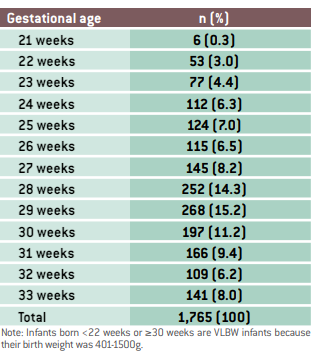 Gestational age n (%)
21 weeks 6 (0.3)
22 weeks 53 (3.0)
23 weeks 77 (4.4)
24 weeks 112 (6.3)
25 weeks 124 (7.0)
26 weeks 115 (6.5)
27 weeks 145 (8.2)
28 weeks 252 (14.3)
29 weeks 268 (15.2)
30 weeks 197 (11.2)
31 weeks 166 (9.4)
32 weeks 109 (6.2)
33 weeks 141 (8.0)
Total 1,765 (100)
Note: Infants born <22 weeks or ≥30 weeks are VLBW infants because
their birth weight was 401-1500g.